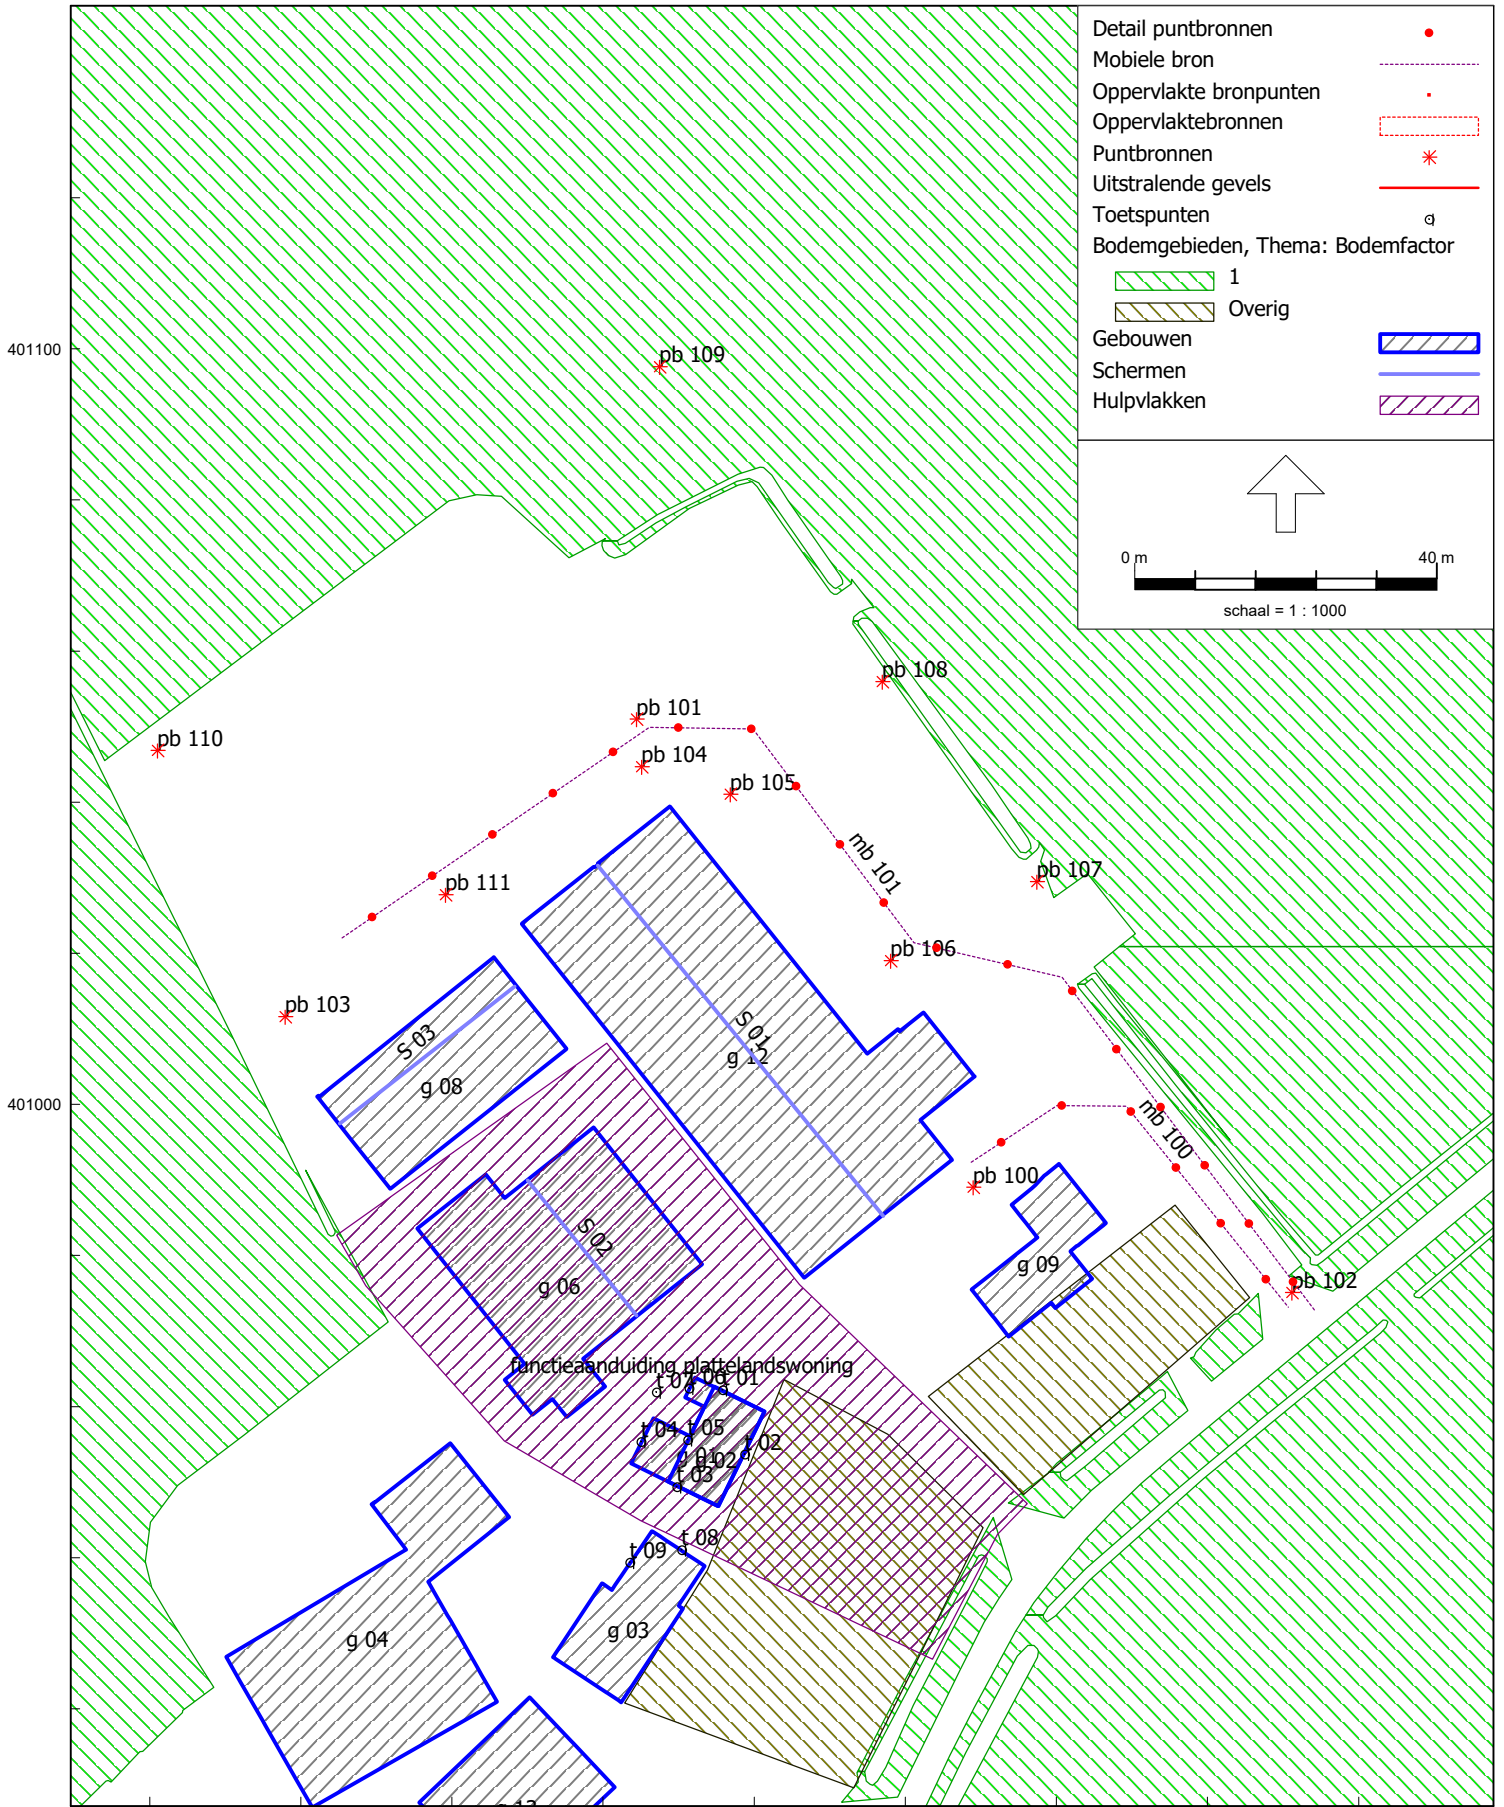 Detail puntbronnen
Mobiele bron
Oppervlakte bronpunten
Oppervlaktebronnen
Puntbronnen
Uitstralende gevels
Toetspunten
Bodemgebieden, Thema: Bodemfactor
1
Overig
Gebouwen
Schermen
Hulpvlakken
0 m
40 m
schaal = 1 : 1000
401100
pb 109
pb 108
pb 101
pb 110
pb 104
pb 105
mb 101
pb 107
pb 111
pb 106
pb 103
S 03
S 01
g 12
g 08
401000
mb 100
pb 100
S 02
g 06
g 09
pb 102
functieaanduiding plattelandswoning
t 07
t 06
t 01
t 04
t 05
t 02
g 01
g 02
t 03
t 08
t 09
g 03
g 04